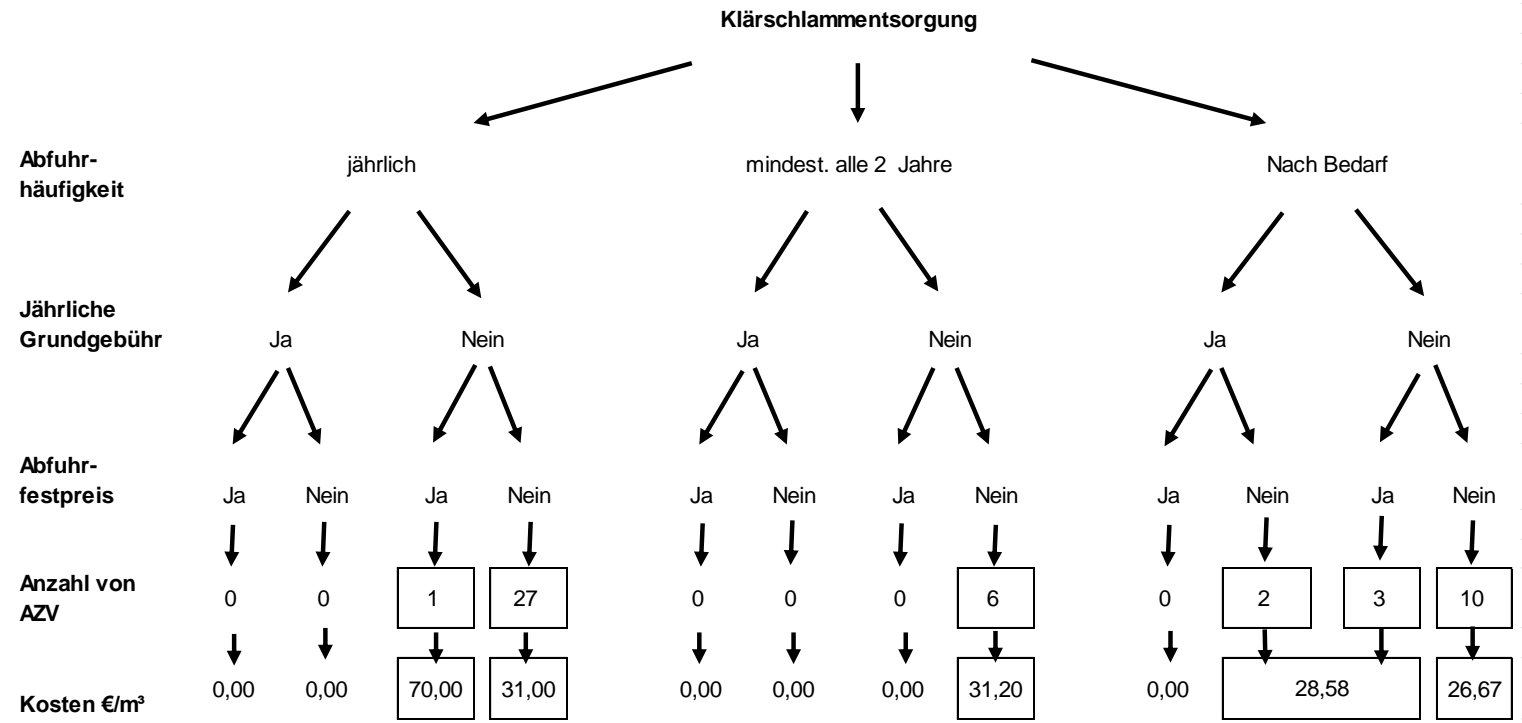 Klärschlammentsorgung
Abfuhr-
häufigkeit
jährlich mindest. alle 2 Jahre Nach Bedarf
Jährliche
Grundgebühr
Ja Nein Ja Nein Ja Nein
Abfuhr-
festpreis
Ja Nein Ja Nein Ja Nein Ja Nein Ja Nein Ja Nein
Anzahl von
AZV
0 0 1 27 0 0 0 6 0 2 3 10
Kosten €/m³
0,00 0,00 70,00 31,00 0,00 0,00 0,00 31,20 0,00 28,58 26,67